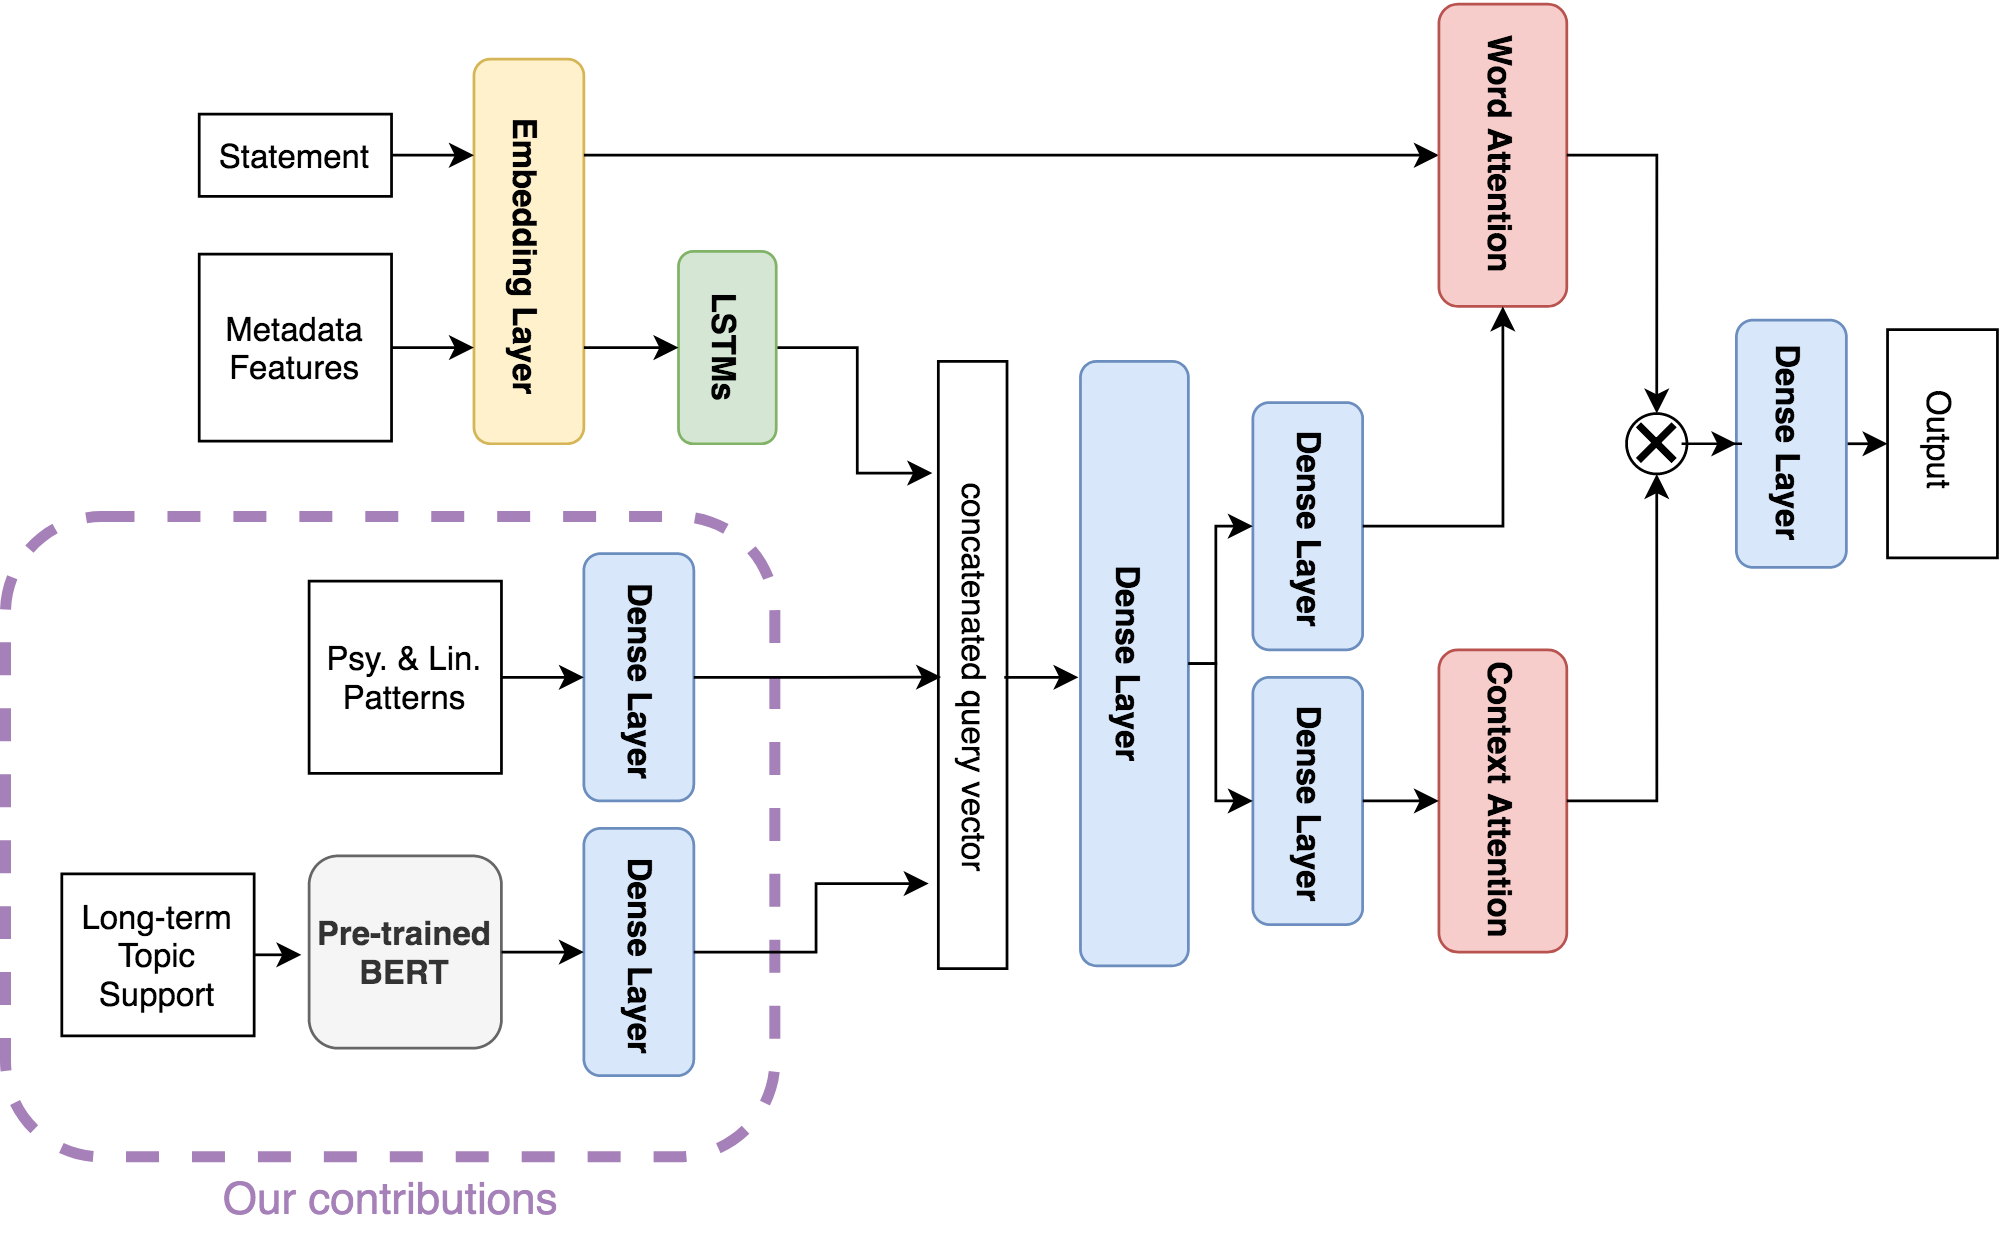 Statement
Metadata
Features
Embedding Layer
LSTMs
Word Attention
Psy. & Lin.
Patterns
Dense Layer
Long-term
Topic
Support
Pre-trained
BERT
Dense Layer
concatenated query vector
Dense Layer
Dense Layer
Dense Layer
Context Attention
Dense Layer
Output
Our contributions